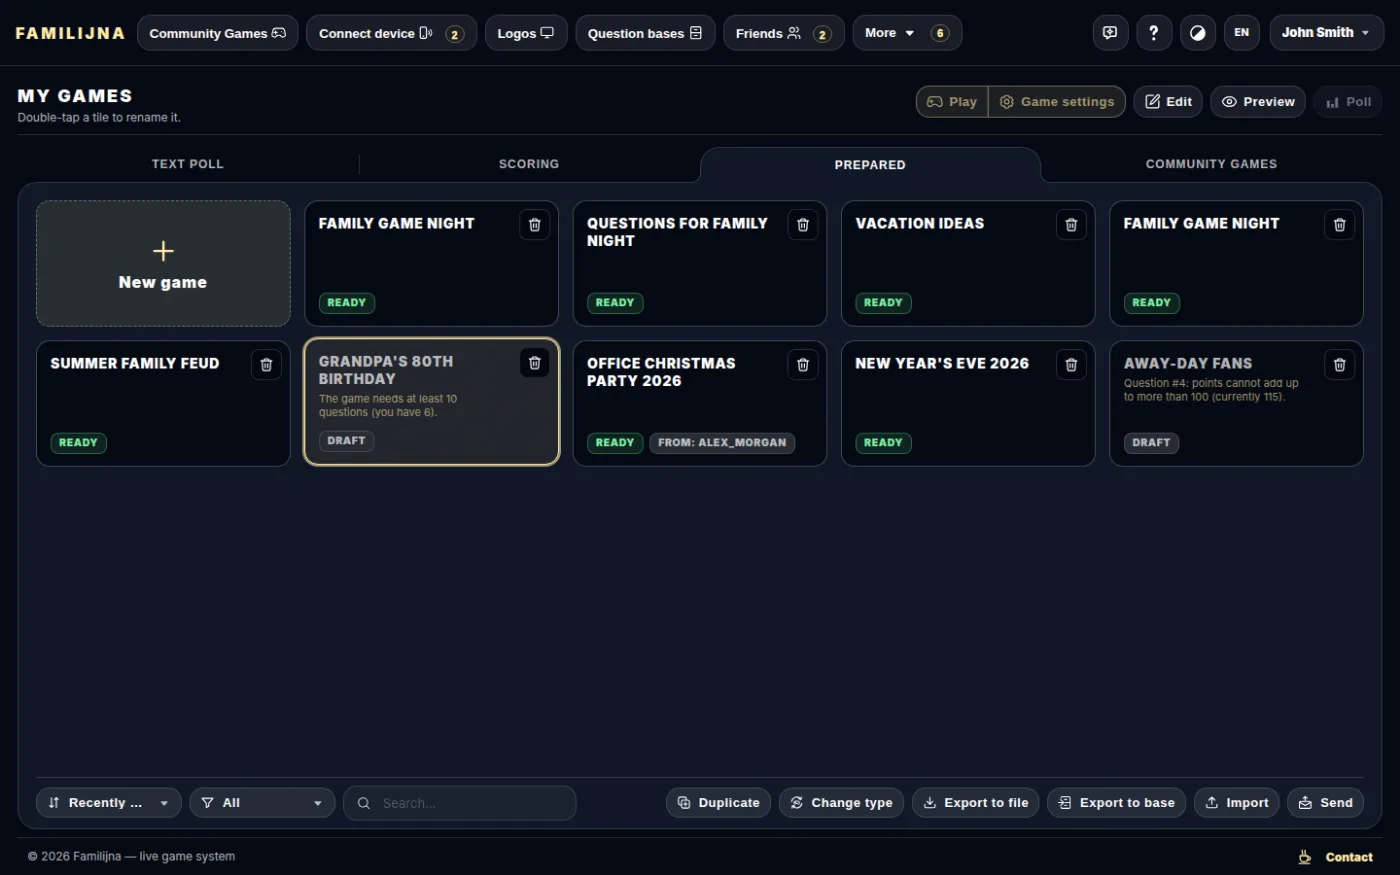 FAMILIJNA
Community Games
Connect device 2
Logos
Question bases
Friends 2
More 6
?
EN
John Smith
MY GAMES
Double-tap a tile to rename it.
Play
Game settings
Edit
Preview
Poll
TEXT POLL
SCORING
PREPARED
COMMUNITY GAMES
New game
FAMILY GAME NIGHT
READY
QUESTIONS FOR FAMILY
NIGHT
READY
VACATION IDEAS
READY
FAMILY GAME NIGHT
READY
SUMMER FAMILY FEUD
READY
GRANDPA'S 80TH
BIRTHDAY
The game needs at least 10
questions (you have 6).
DRAFT
OFFICE CHRISTMAS
PARTY 2026
READY FROM: ALEX_MORGAN
NEW YEAR'S EVE 2026
READY
AWAY-DAY FANS
Question #4: points cannot add up
to more than 100 (currently 115).
DRAFT
Recently ...
All
Search...
Duplicate
Change type
Export to file
Export to base
Import
Send
© 2026 Familijna — live game system
Contact